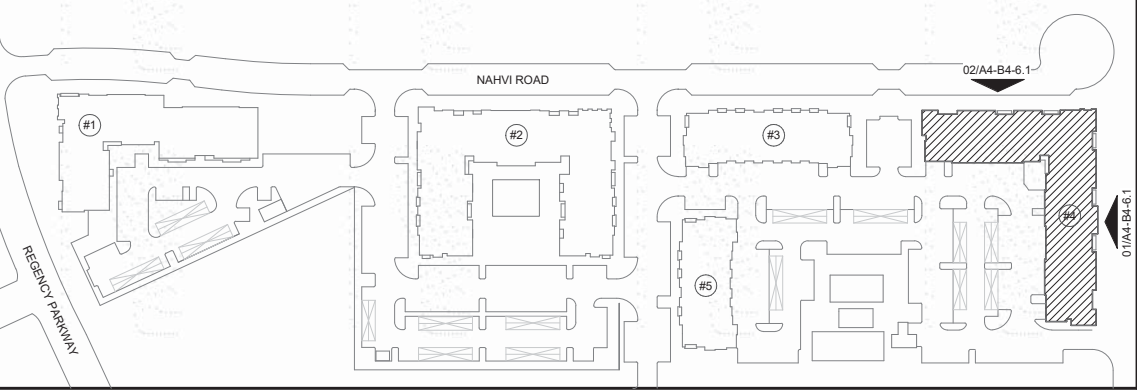 02/A4-B4-6.1
NAHVI ROAD
#1
#2
#3
#4
01/A4-B4-6.1
REGENCY PARKWAY
#5